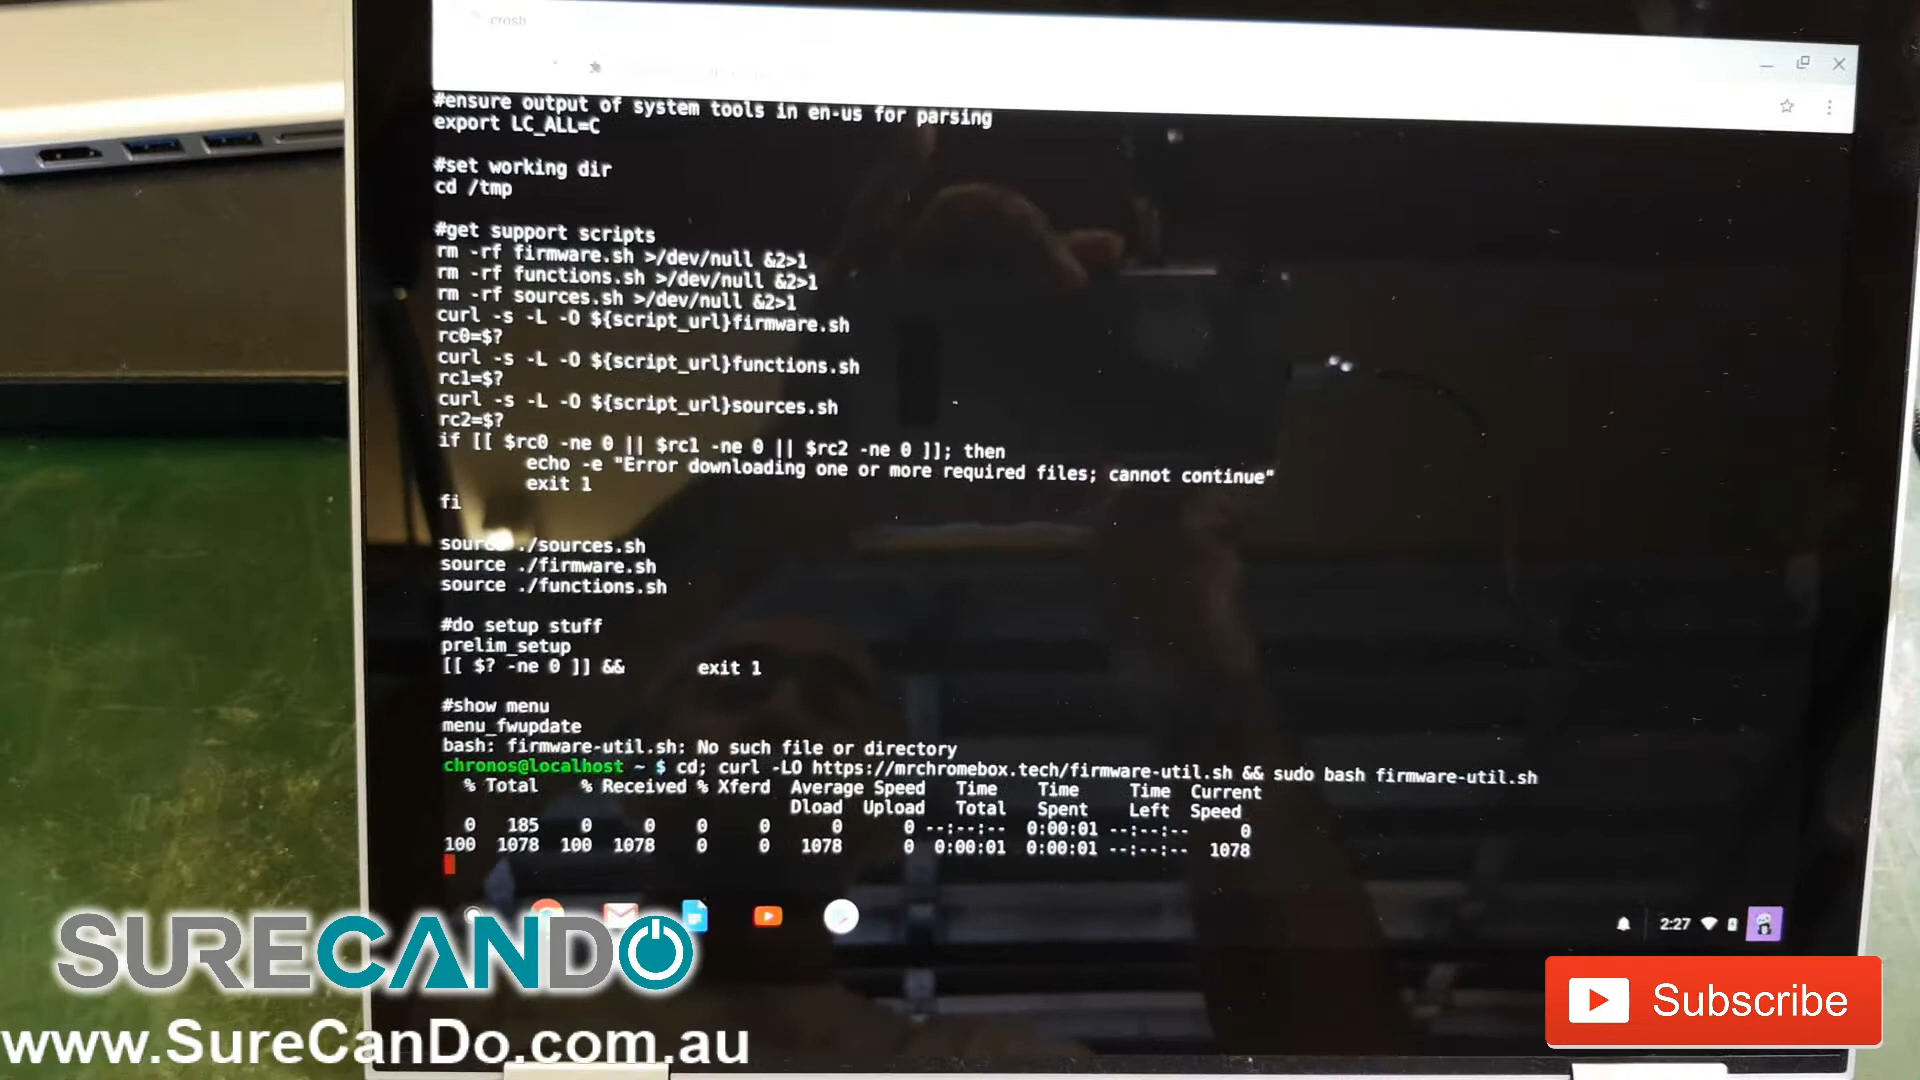 crosh
#ensure output of system tools in en-us for parsing
export LC_ALL=C
#set working dir
cd /tmp
#get support scripts
rm -rf firmware.sh >/dev/null &2>1
rm -rf functions.sh >/dev/null &2>1
rm -rf sources.sh >/dev/null &2>1
curl -s -L -O ${script_url}firmware.sh
rc0=$?
curl -s -L -O ${script_url}functions.sh
rc1=$?
curl -s -L -O ${script_url}sources.sh
rc2=$?
if [[ $rc0 -ne 0 || $rc1 -ne 0 || $rc2 -ne 0 ]]; then
echo -e "Error downloading one or more required files; cannot continue"
exit 1
fi
source ./sources.sh
source ./firmware.sh
source ./functions.sh
#do setup stuff
prelim_setup
[[ $? -ne 0 ]] && exit 1
#show menu
menu_fwupdate
bash: firmware-util.sh: No such file or directory
chronos@localhost ~ $ cd; curl -LO https://mrchromebox.tech/firmware-util.sh && sudo bash firmware-util.sh
% Total % Received % Xferd Average Speed Time Time Time Current
Dload Upload Total Spent Left Speed
0 185 0 0 0 0 0 0 --:--:-- 0:00:01 --:--:-- 0
100 1078 100 1078 0 0 1078 0 0:00:01 0:00:01 --:--:-- 1078
2:27
SURECANDO
www.SureCanDo.com.au
Subscribe